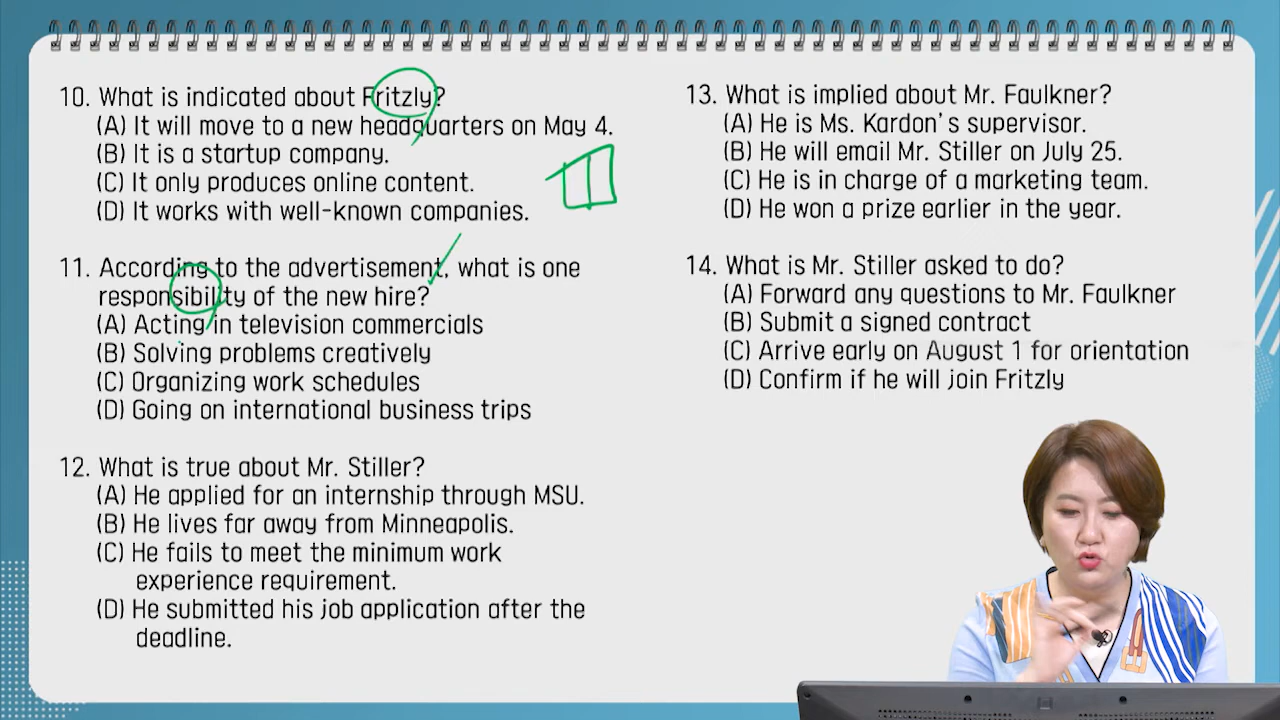 10. What is indicated about Fritzly?
(A) It will move to a new headquarters on May 4.
(B) It is a startup company.
(C) It only produces online content.
(D) It works with well-known companies.
11. According to the advertisement, what is one
responsibility of the new hire?
(A) Acting in television commercials
(B) Solving problems creatively
(C) Organizing work schedules
(D) Going on international business trips
12. What is true about Mr. Stiller?
(A) He applied for an internship through MSU.
(B) He lives far away from Minneapolis.
(C) He fails to meet the minimum work
experience requirement.
(D) He submitted his job application after the
deadline.
13. What is implied about Mr. Faulkner?
(A) He is Ms. Kardon's supervisor.
(B) He will email Mr. Stiller on July 25.
(C) He is in charge of a marketing team.
(D) He won a prize earlier in the year.
14. What is Mr. Stiller asked to do?
(A) Forward any questions to Mr. Faulkner
(B) Submit a signed contract
(C) Arrive early on August 1 for orientation
(D) Confirm if he will join Fritzly